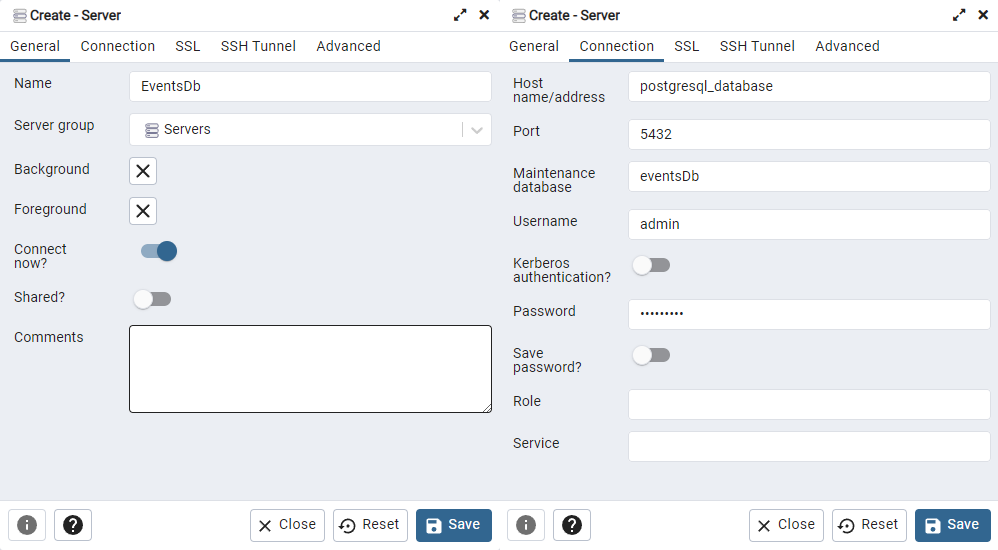 Create - Server
General Connection SSL SSH Tunnel Advanced
Name
EventsDb
Server group
Servers
Background
Foreground
Connect
now?
Shared?
Comments
Close Reset Save
Create - Server
General Connection SSL SSH Tunnel Advanced
Host
name/address
postgresql_database
Port
5432
Maintenance
database
eventsDb
Username
admin
Kerberos
authentication?
Password
•••••••••
Save
password?
Role
Service
Close Reset Save